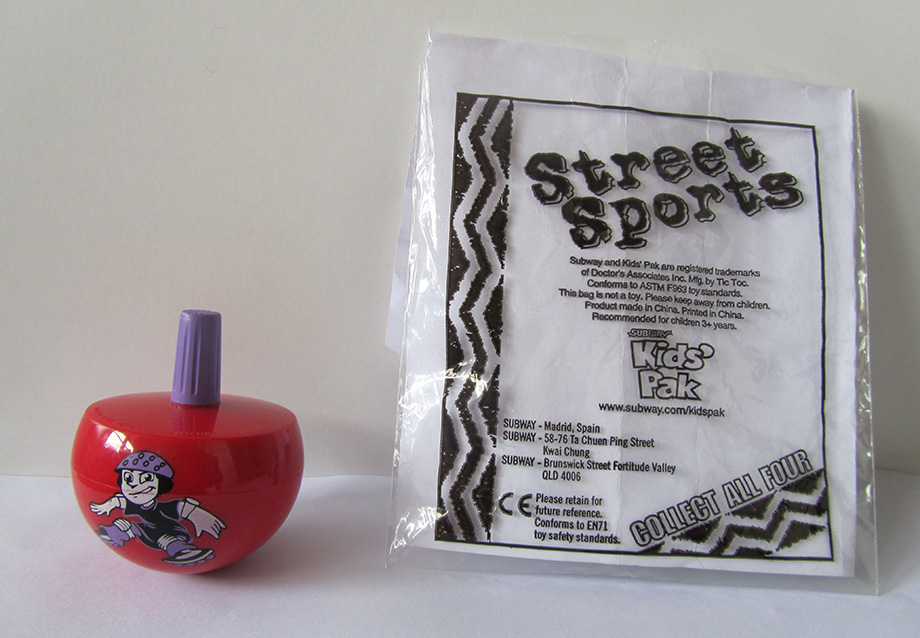 Street
Sports
Subway and Kids' Pak are registered trademarks
of Doctor's Associates Inc. Mfg. by Tic Toc.
Conforms to ASTM F963 toy standards.
This bag is not a toy. Please keep away from children.
Product made in China. Printed in China.
Recommended for children 3+ years.
SUBWAY
Kids'
Pak
www.subway.com/kidspak
SUBWAY - Madrid, Spain
SUBWAY - 58-76 Ta Chuen Ping Street
Kwai Chung
SUBWAY - Brunswick Street Fortitude Valley
QLD 4006
CE Please retain for
future reference.
Conforms to EN71
toy safety standards.
COLLECT ALL FOUR